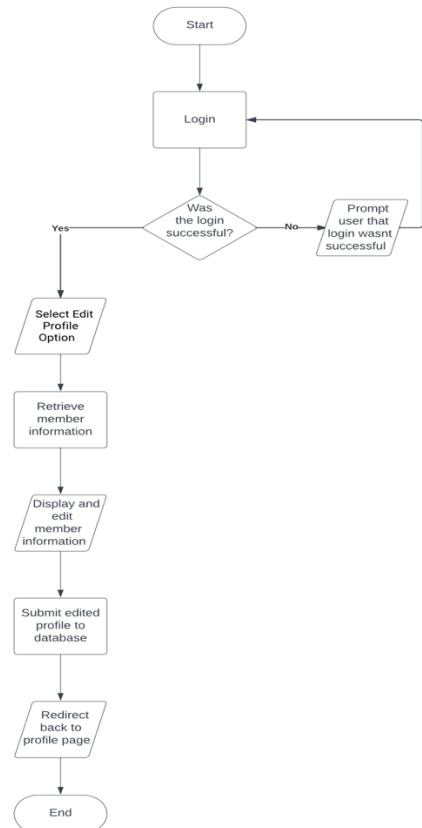 Start
Login
Was
the login
successful?
Yes
No
Prompt
user that
login wasnt
successful
Select Edit
Profile
Option
Retrieve
member
information
Display and
edit
member
information
Submit edited
profile to
database
Redirect
back to
profile page
End